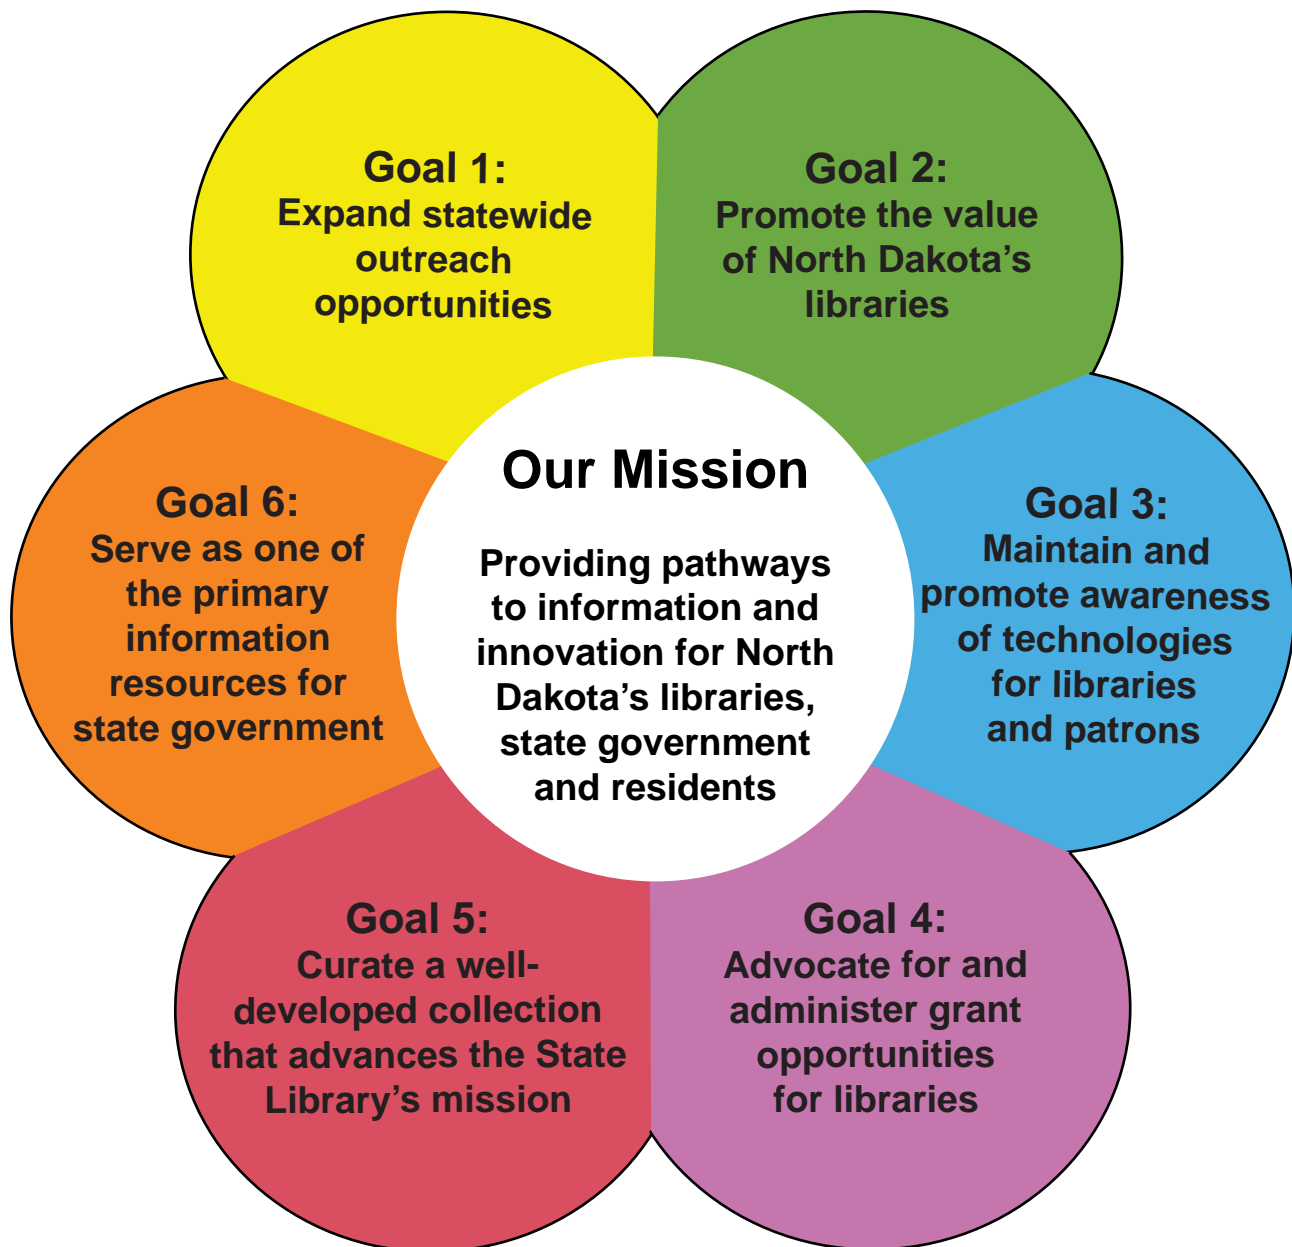 Goal 1:
Expand statewide
outreach
opportunities
Goal 2:
Promote the value
of North Dakota’s
libraries
Our Mission
Providing pathways
to information and
innovation for North
Dakota’s libraries,
state government
and residents
Goal 3:
Maintain and
promote awareness
of technologies
for libraries
and patrons
Goal 4:
Advocate for and
administer grant
opportunities
for libraries
Goal 5:
Curate a well-
developed collection
that advances the State
Library’s mission
Goal 6:
Serve as one of
the primary
information
resources for
state government